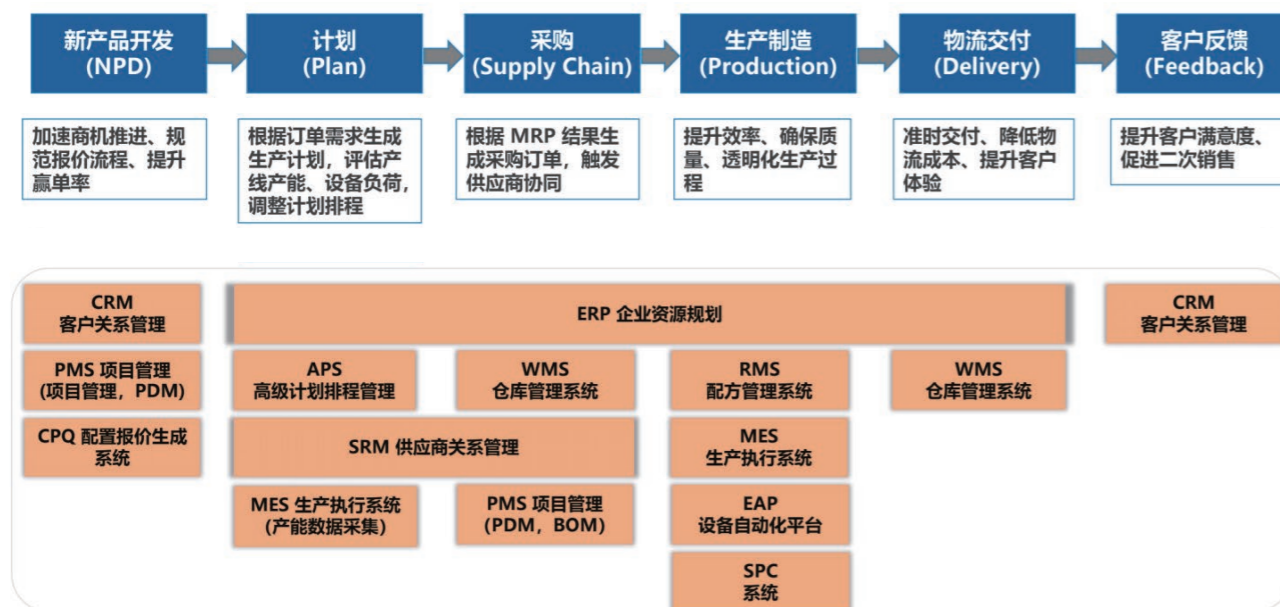 新产品开发
(NPD)
计划
(Plan)
采购
(Supply Chain)
生产制造
(Production)
物流交付
(Delivery)
客户反馈
(Feedback)
加速商机推进、规
范报价流程、提升
赢单率
根据订单需求生成
生产计划，评估产
线产能、设备负荷，
调整计划排程
根据 MRP 结果生
成采购订单，触发
供应商协同
提升效率、确保质
量、透明化生产过
程
准时交付、降低物
流成本、提升客户
体验
提升客户满意度、
促进二次销售
CRM
客户关系管理
ERP 企业资源规划
CRM
客户关系管理
PMS 项目管理
(项目管理，PDM)
APS
高级计划排程管理
WMS
仓库管理系统
RMS
配方管理系统
WMS
仓库管理系统
CPQ 配置报价生成
系统
SRM 供应商关系管理
MES
生产执行系统
MES 生产执行系统
（产能数据采集）
PMS 项目管理
(PDM，BOM)
EAP
设备自动化平台
SPC
系统